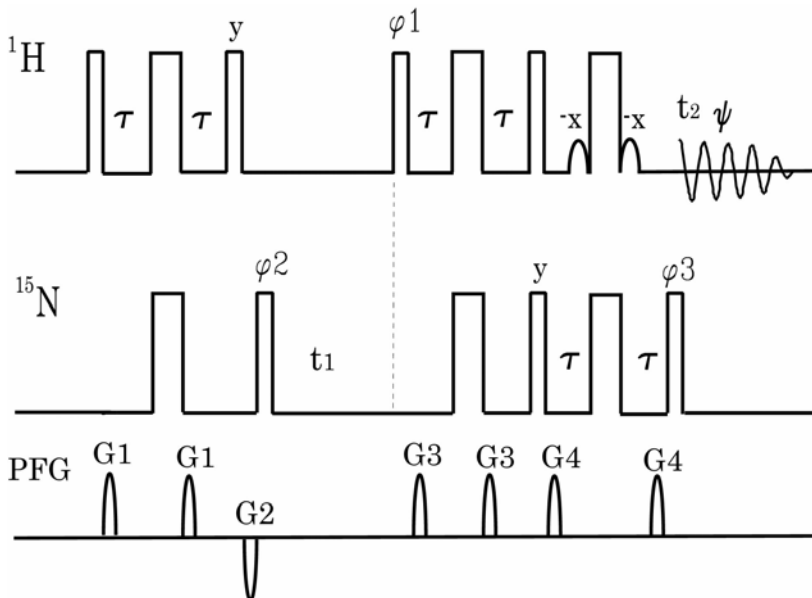 y φ1
¹H τ τ τ τ -x -x t₂ ψ
φ2 y φ3
¹⁵N t₁ τ τ
PFG G1 G1 G2 G3 G3 G4 G4